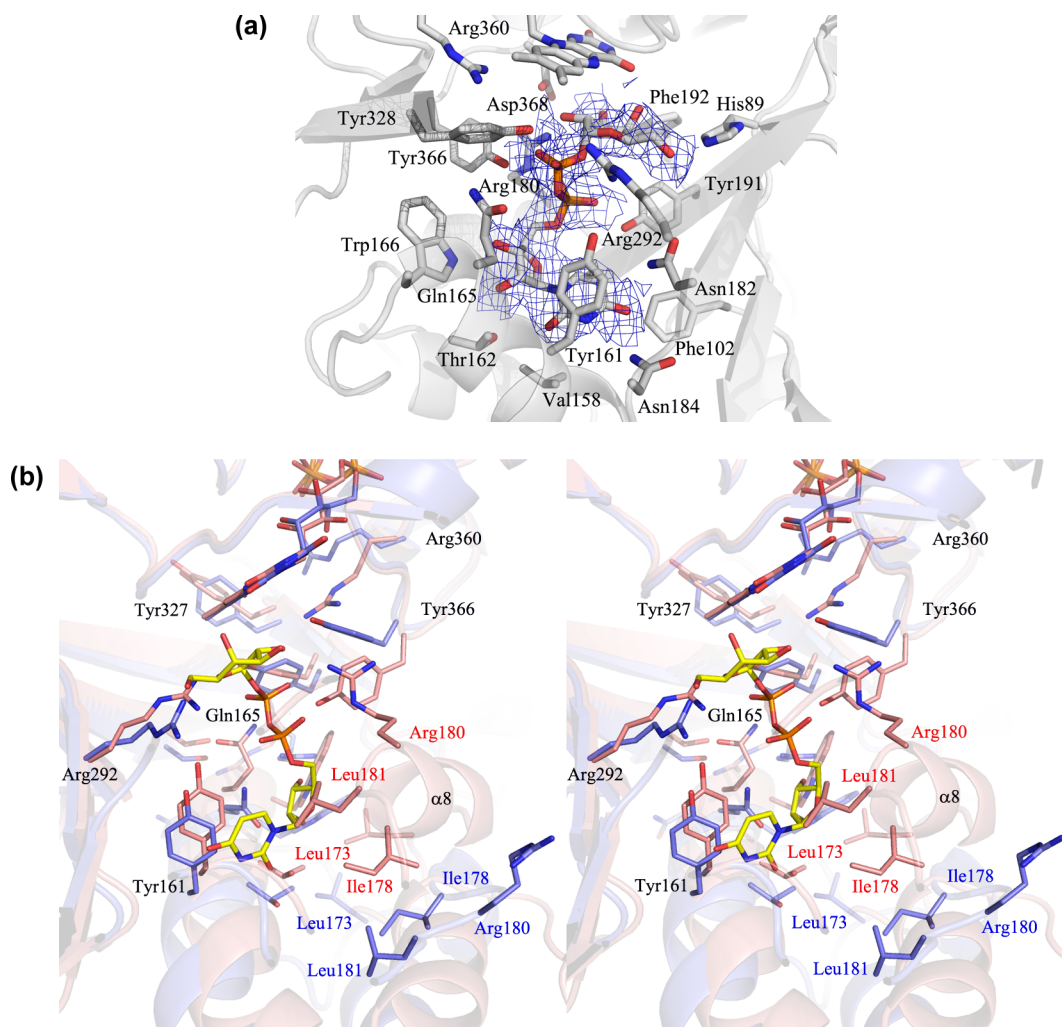 (a)
Arg360
Asp368
Phe192
His89
Tyr328
Tyr366
Arg180
Tyr191
Trp166
Arg292
Gln165
Asn182
Thr162
Tyr161
Phe102
Val158
Asn184
(b)
Arg360
Arg360
Tyr327
Tyr327
Tyr366
Tyr366
Gln165
Gln165
Arg180
Arg180
Arg292
Arg292
Leu181
Leu181
α8
α8
Leu173
Leu173
Tyr161
Ile178
Ile178
Tyr161
Ile178
Ile178
Leu173
Arg180
Leu173
Arg180
Leu181
Leu181